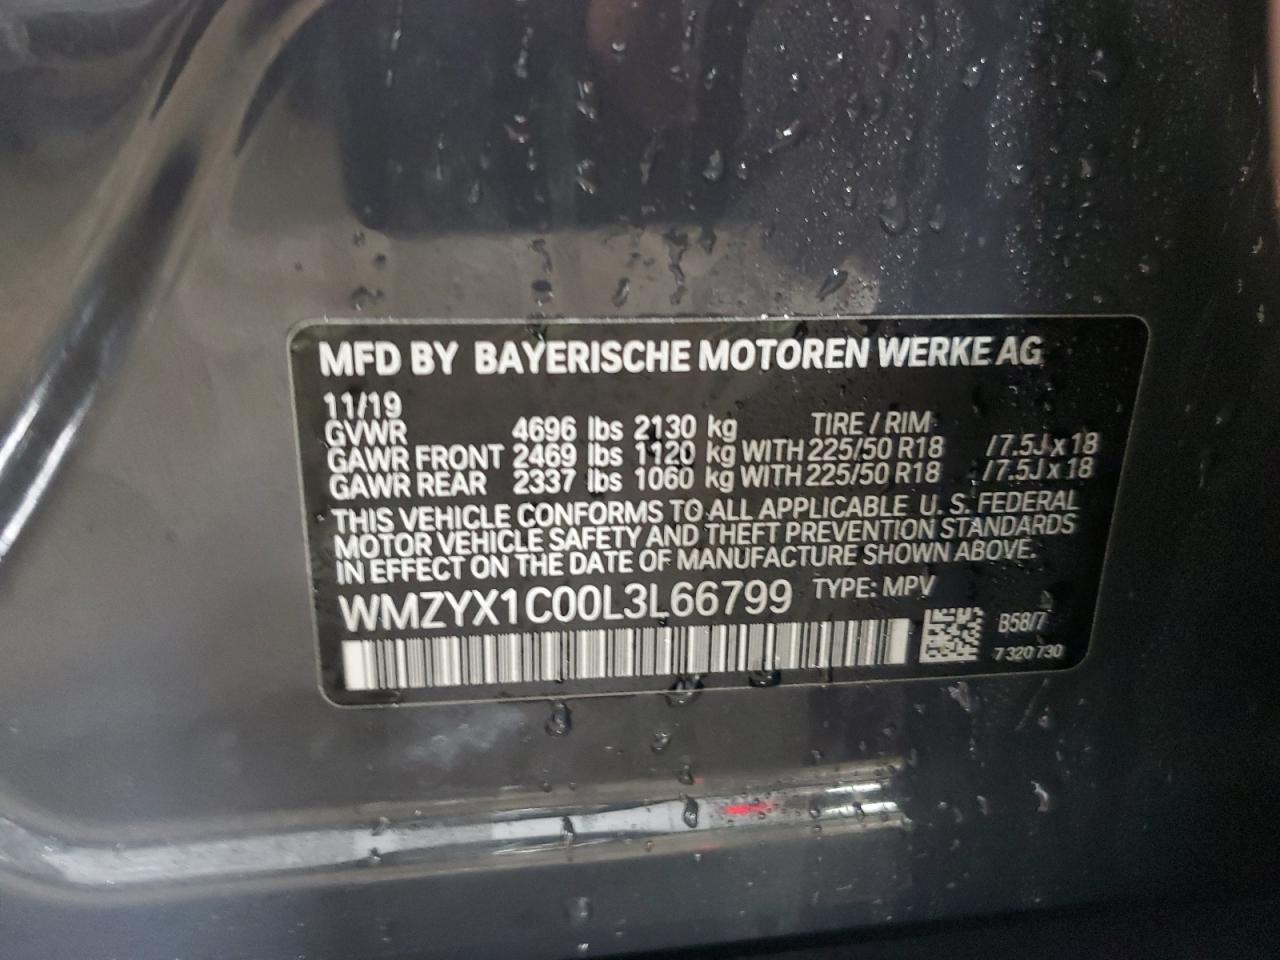 MFD BY BAYERISCHE MOTOREN WERKE AG
11/19
GVWR 4696 lbs 2130 kg TIRE / RIM
GAWR FRONT 2469 lbs 1120 kg WITH 225/50 R18 /7.5J x 18
GAWR REAR 2337 lbs 1060 kg WITH 225/50 R18 /7.5J x 18
THIS VEHICLE CONFORMS TO ALL APPLICABLE U. S. FEDERAL
MOTOR VEHICLE SAFETY AND THEFT PREVENTION STANDARDS
IN EFFECT ON THE DATE OF MANUFACTURE SHOWN ABOVE.
WMZYX1C00L3L66799 TYPE: MPV
B58/7
7 320 730